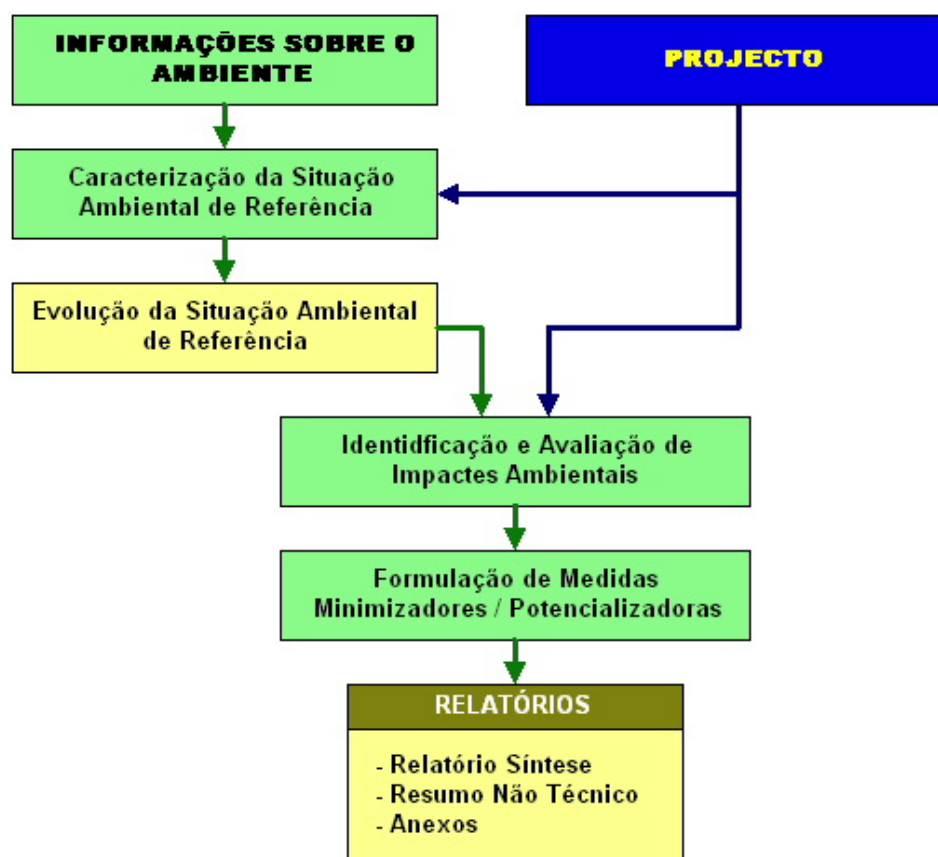 INFORMAÇÕES SOBRE O
AMBIENTE
PROJECTO
Caracterização da Situação
Ambiental de Referência
Evolução da Situação Ambiental
de Referência
Identidficação e Avaliação de
Impactes Ambientais
Formulação de Medidas
Minimizadores / Potencializadoras
RELATÓRIOS
- Relatório Síntese
- Resumo Não Técnico
- Anexos